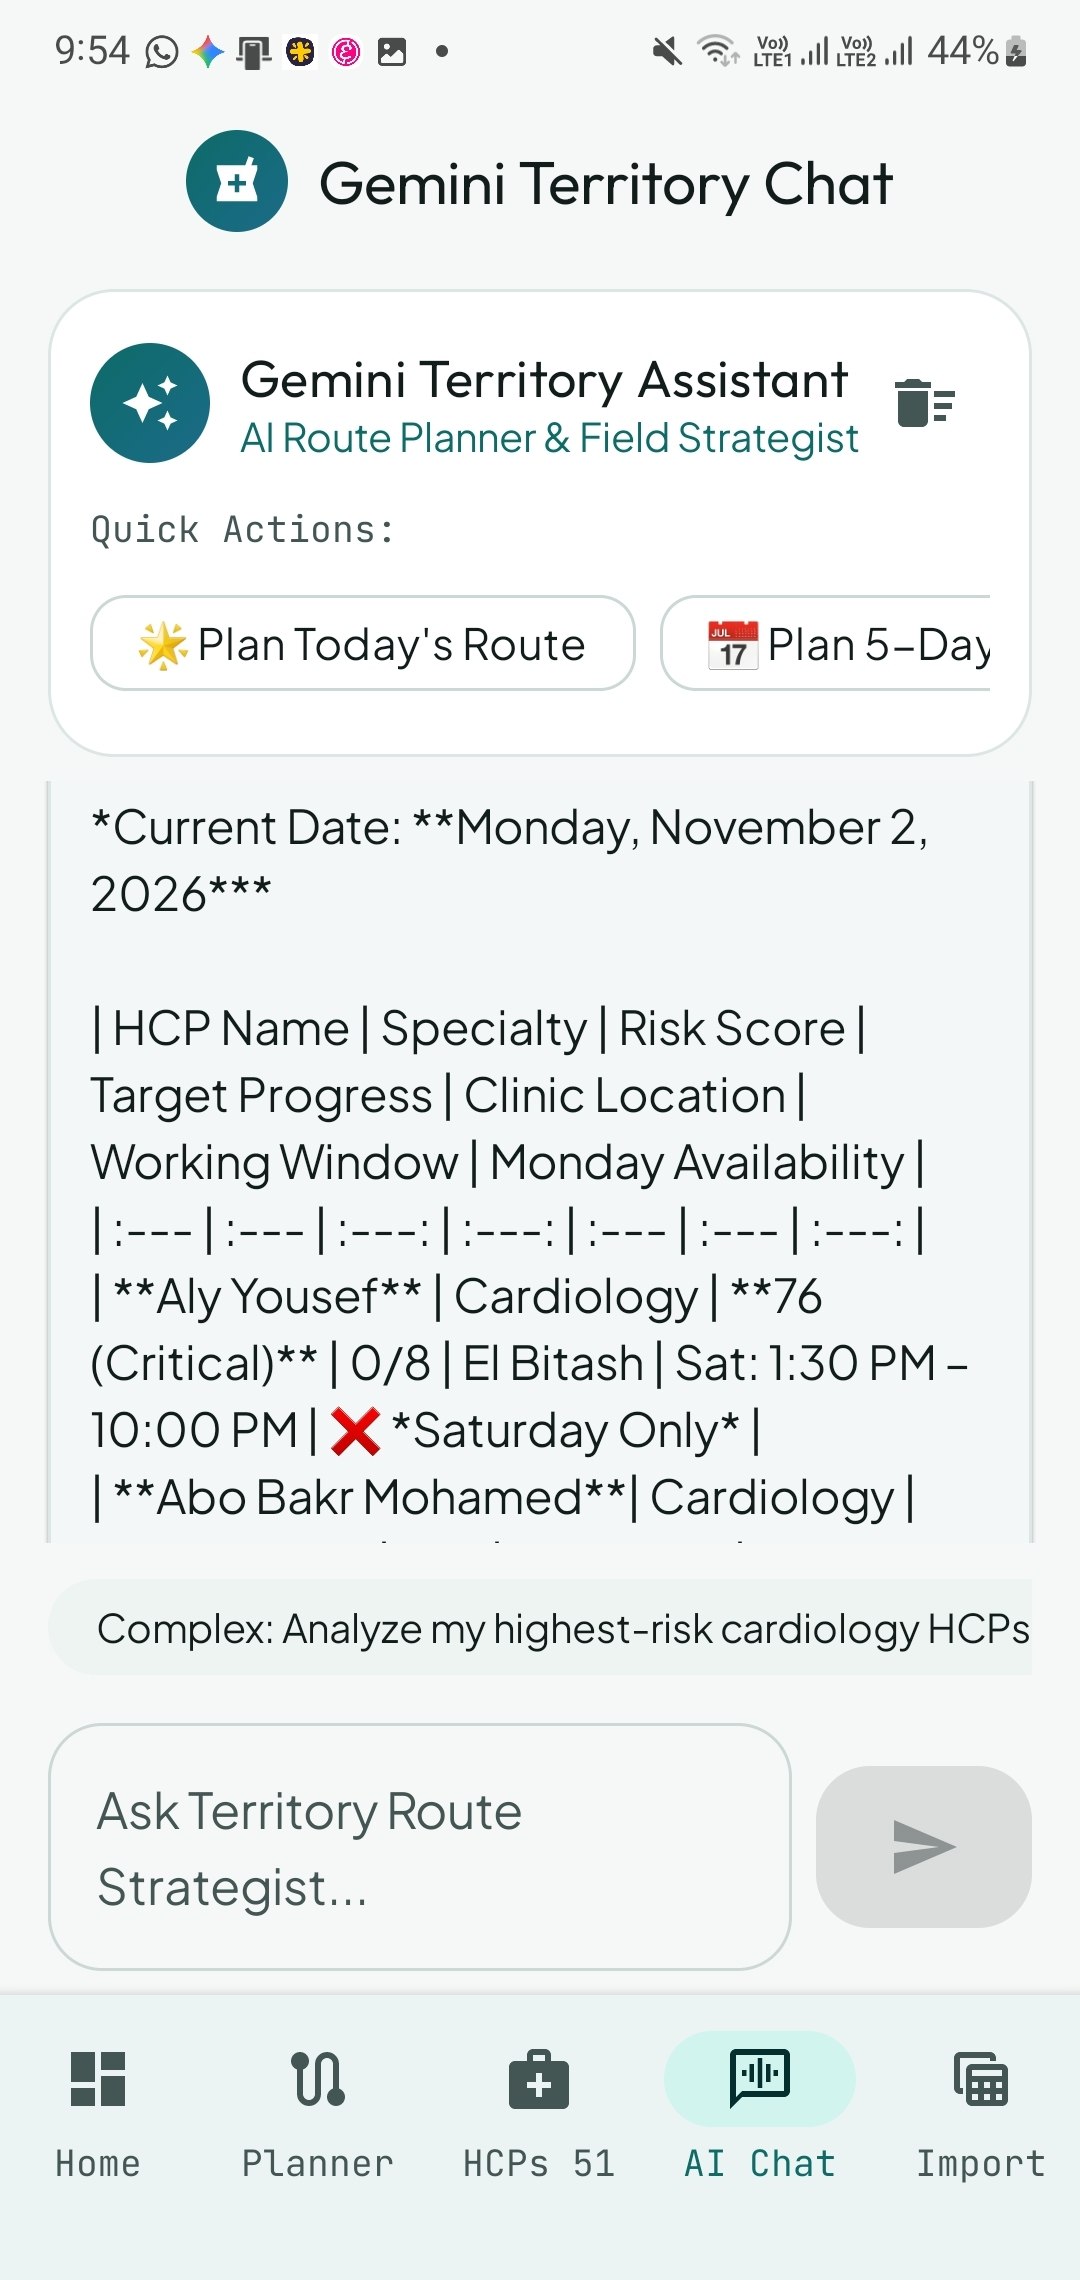 9:54
Vo)) LTE1 Vo)) LTE2 44%
Gemini Territory Chat
Gemini Territory Assistant
AI Route Planner & Field Strategist
Quick Actions:
🌟 Plan Today's Route
📅 Plan 5-Day
*Current Date: **Monday, November 2,
2026***
| HCP Name | Specialty | Risk Score |
Target Progress | Clinic Location |
Working Window | Monday Availability |
| :--- | :--- | :---: | :---: | :--- | :--- | :---: |
| **Aly Yousef** | Cardiology | **76
(Critical)** | 0/8 | El Bitash | Sat: 1:30 PM –
10:00 PM | ❌ *Saturday Only* |
| **Abo Bakr Mohamed**| Cardiology |
Complex: Analyze my highest-risk cardiology HCPs
Ask Territory Route
Strategist...
Home
Planner
HCPs 51
AI Chat
Import